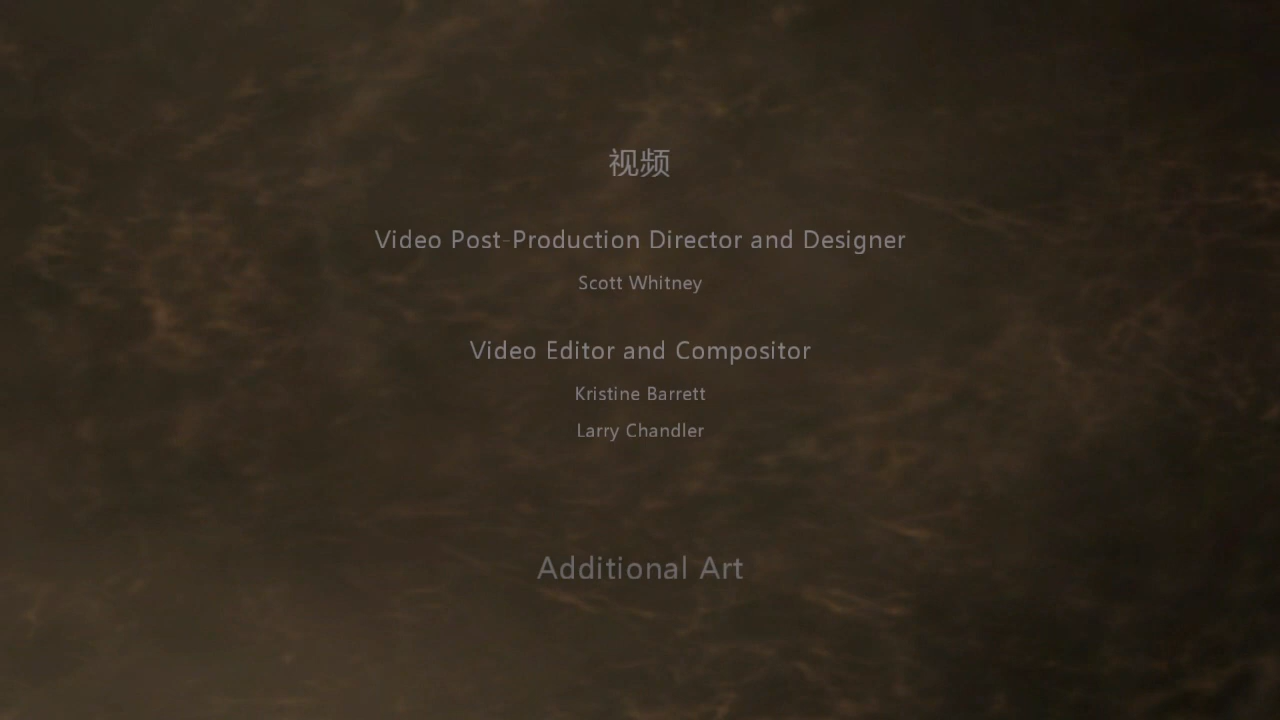 视频
Video Post-Production Director and Designer
Scott Whitney
Video Editor and Compositor
Kristine Barrett
Larry Chandler
Additional Art